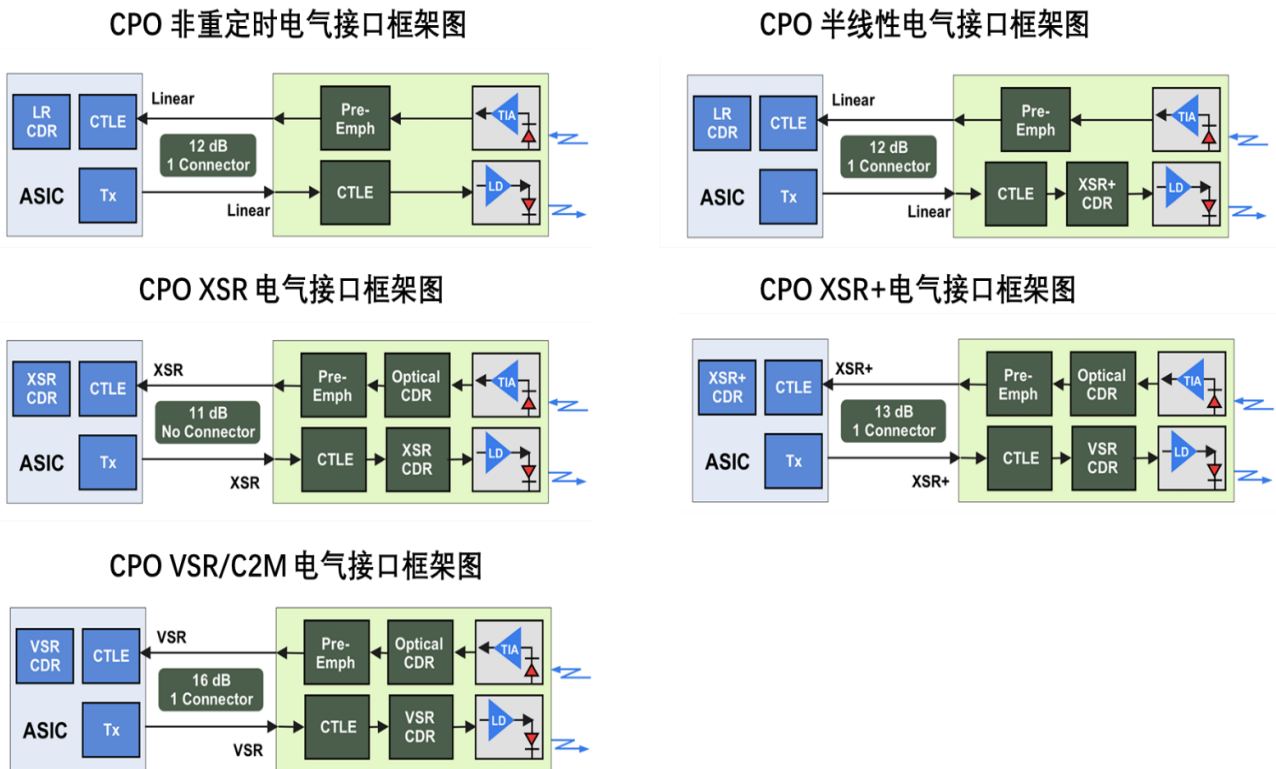 CPO 非重定时电气接口框架图
LR
CDR
CTLE
Linear
12 dB
1 Connector
Pre-
Emph
TIA
ASIC
Tx
Linear
CTLE
LD
CPO 半线性电气接口框架图
LR
CDR
CTLE
Linear
12 dB
1 Connector
Pre-
Emph
TIA
ASIC
Tx
Linear
CTLE
XSR+
CDR
LD
CPO XSR 电气接口框架图
XSR
CDR
CTLE
XSR
11 dB
No Connector
Pre-
Emph
Optical
CDR
TIA
ASIC
Tx
XSR
CTLE
XSR
CDR
LD
CPO XSR+电气接口框架图
XSR+
CDR
CTLE
XSR+
13 dB
1 Connector
Pre-
Emph
Optical
CDR
TIA
ASIC
Tx
XSR+
CTLE
VSR
CDR
LD
CPO VSR/C2M 电气接口框架图
VSR
CDR
CTLE
VSR
16 dB
1 Connector
Pre-
Emph
Optical
CDR
TIA
ASIC
Tx
VSR
CTLE
VSR
CDR
LD